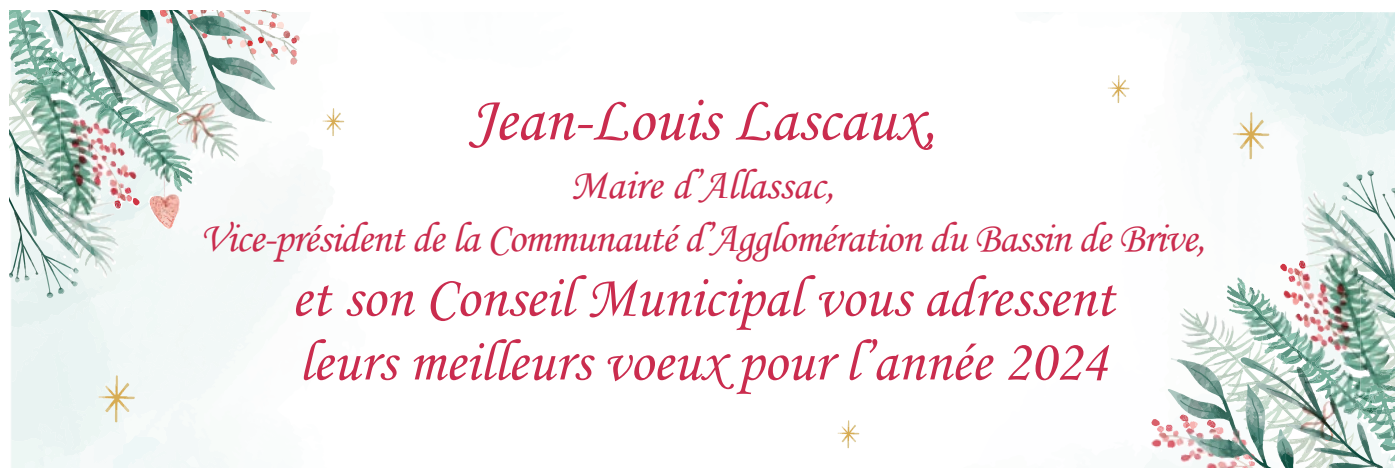 Jean-Louis Lascaux,
Maire d’Allassac,
Vice-président de la Communauté d’Agglomération du Bassin de Brive,
et son Conseil Municipal vous adressent
leurs meilleurs voeux pour l’année 2024